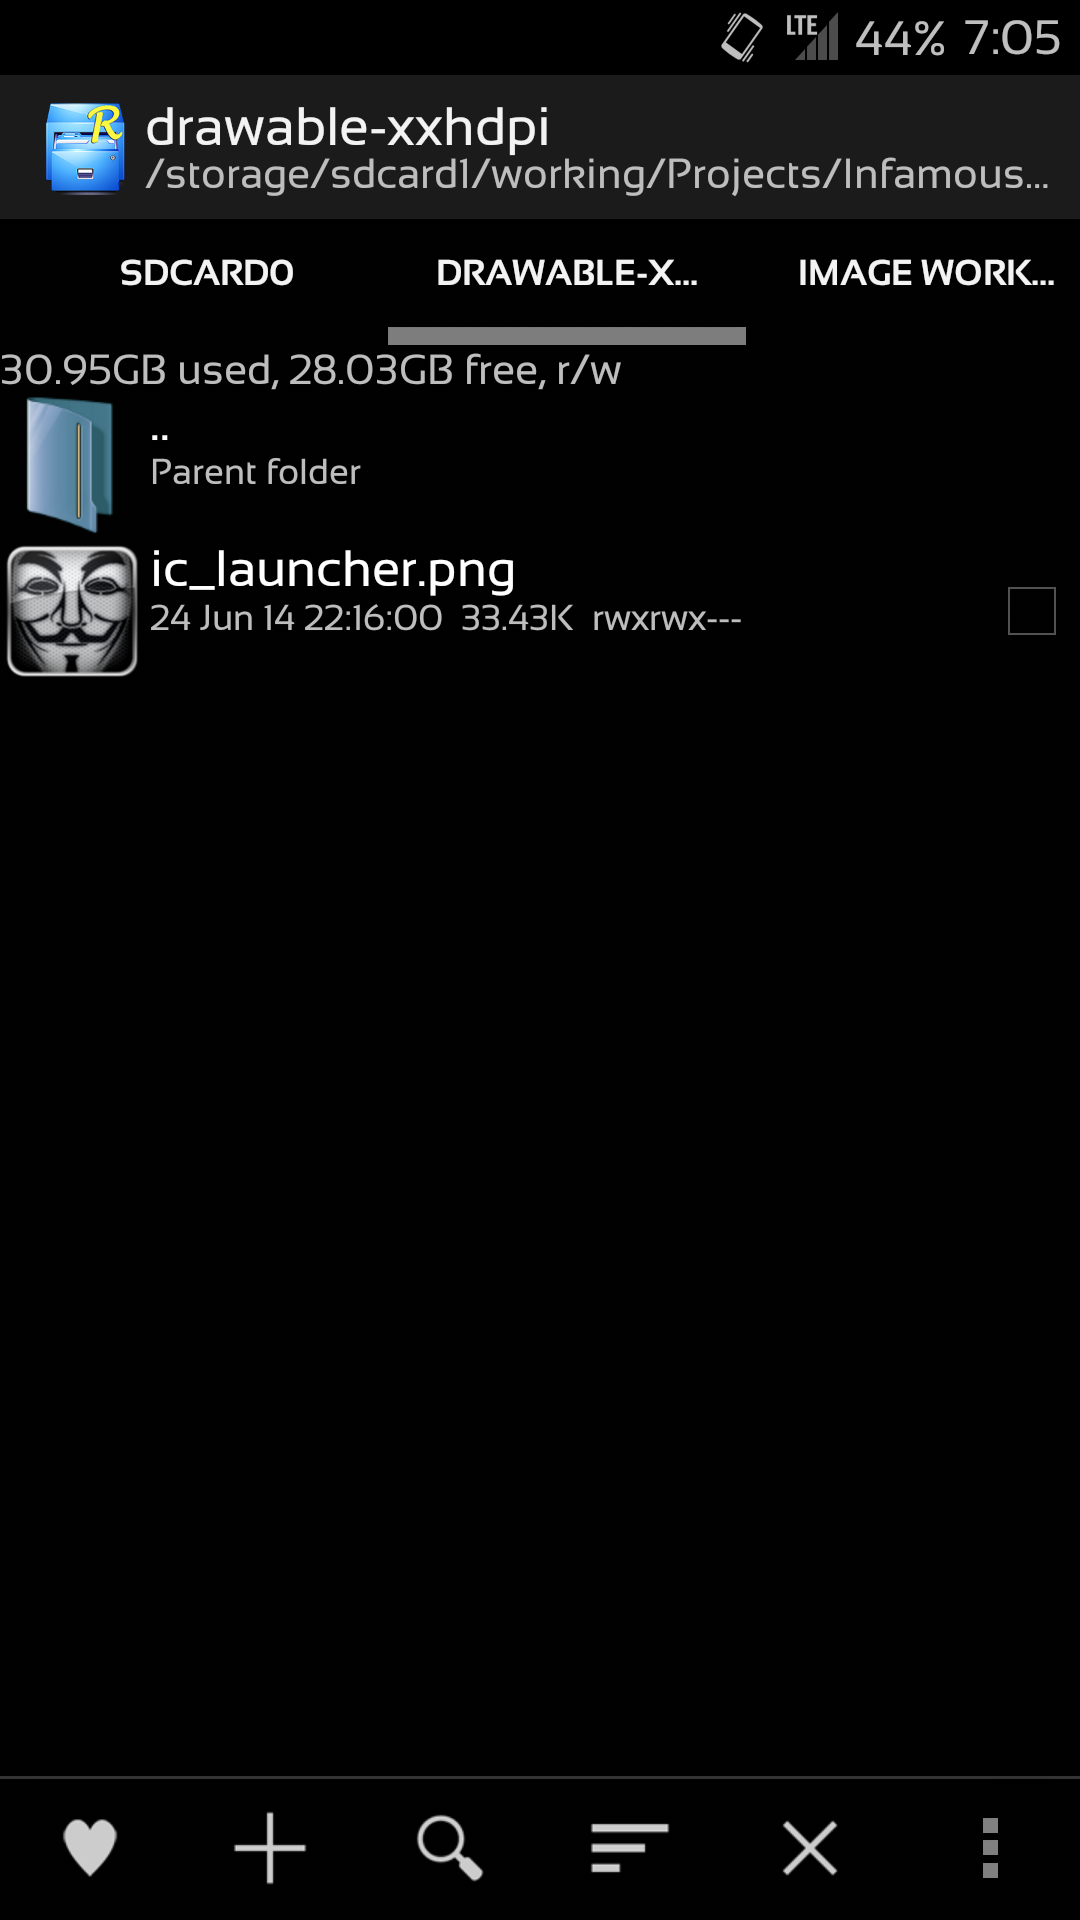 LTE 44% 7:05
R
drawable-xxhdpi
/storage/sdcard1/working/Projects/Infamous...
SDCARD0 DRAWABLE-X... IMAGE WORK...
30.95GB used, 28.03GB free, r/w
..
Parent folder
ic_launcher.png
24 Jun 14 22:16:00 33.43K rwxrwx---